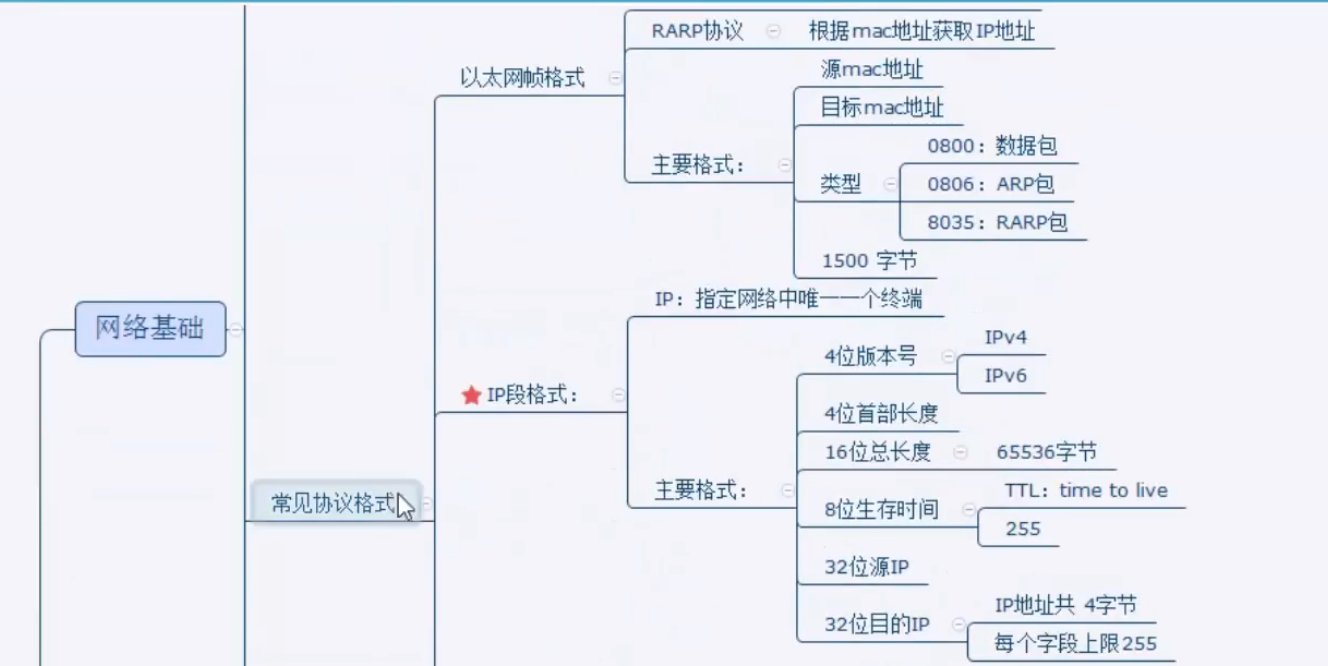 网络基础
常见协议格式
以太网帧格式
RARP协议
根据mac地址获取IP地址
主要格式：
源mac地址
目标mac地址
类型
0800：数据包
0806：ARP包
8035：RARP包
1500 字节
★ IP段格式：
IP：指定网络中唯一一个终端
主要格式：
4位版本号
IPv4
IPv6
4位首部长度
16位总长度
65536字节
8位生存时间
TTL：time to live
255
32位源IP
32位目的IP
IP地址共 4字节
每个字段上限255